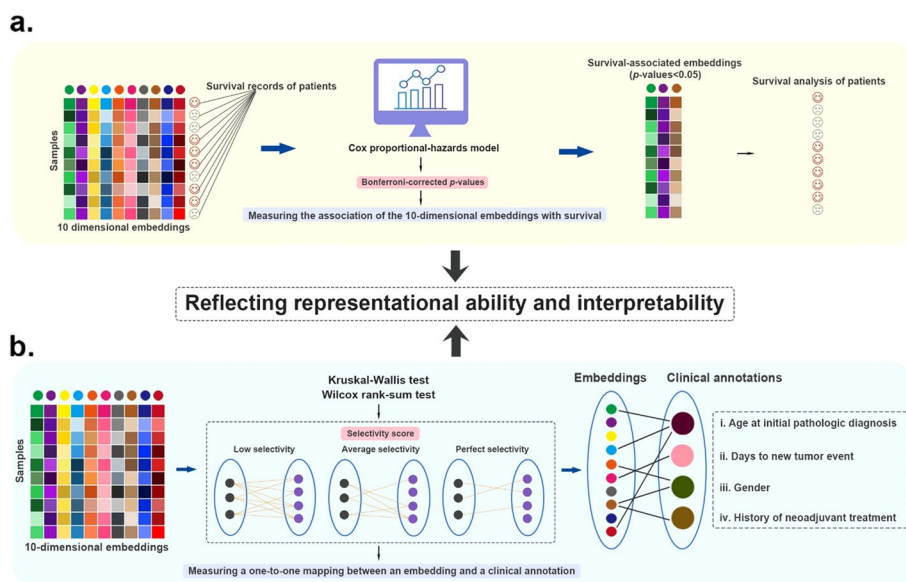 a.
Survival records of patients
Samples
10 dimensional embeddings
Cox proportional-hazards model
Bonferroni-corrected p-values
Measuring the association of the 10-dimensional embeddings with survival
Survival-associated embeddings
(p-values<0.05)
Survival analysis of patients
Reflecting representational ability and interpretability
b.
Samples
10-dimensional embeddings
Kruskal-Wallis test
Wilcox rank-sum test
Selectivity score
Low selectivity
Average selectivity
Perfect selectivity
Measuring a one-to-one mapping between an embedding and a clinical annotation
Embeddings
Clinical annotations
i. Age at initial pathologic diagnosis
ii. Days to new tumor event
iii. Gender
iv. History of neoadjuvant treatment